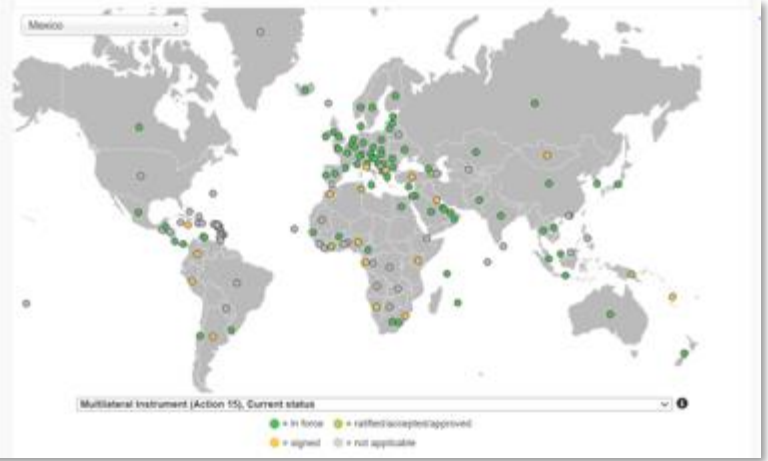 Mexico
Multilateral Instrument (Action 15), Current status
= in force = ratified/accepted/approved
= signed = not applicable